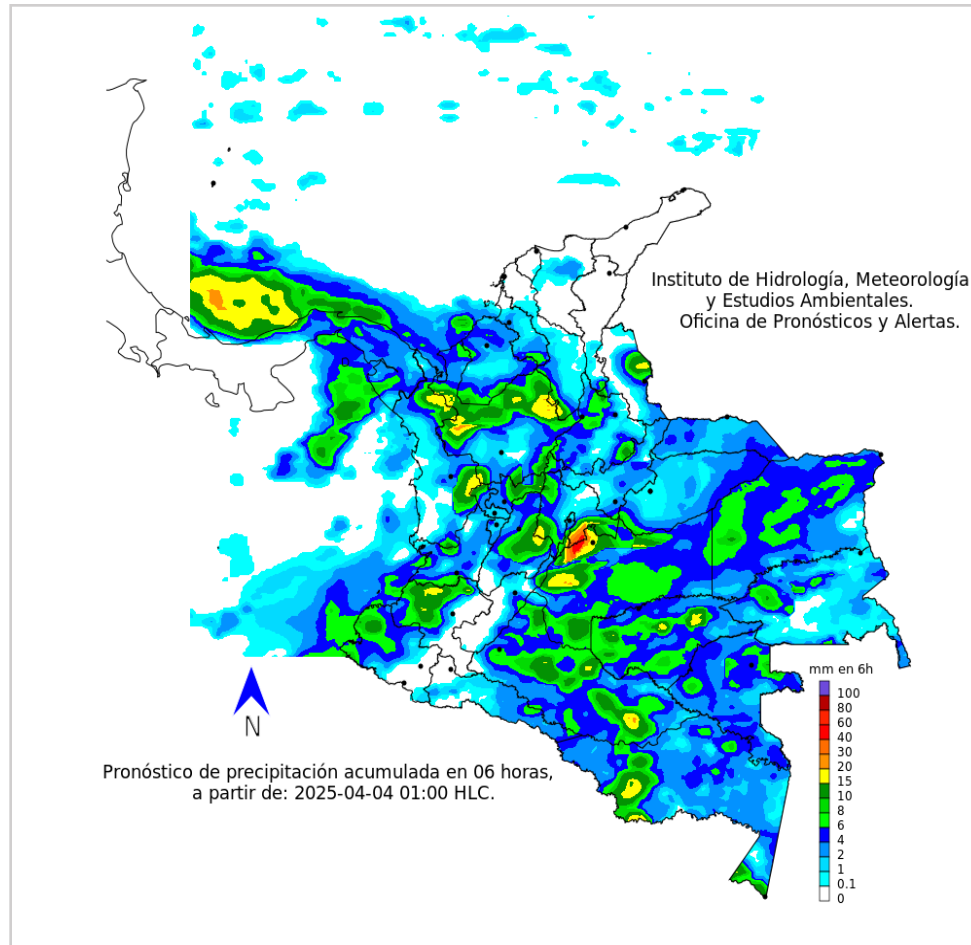 Instituto de Hidrología, Meteorología
y Estudios Ambientales.
Oficina de Pronósticos y Alertas.
mm en 6h
100
80
60
40
30
20
15
10
8
6
4
2
1
0.1
0
N
Pronóstico de precipitación acumulada en 06 horas,
a partir de: 2025-04-04 01:00 HLC.